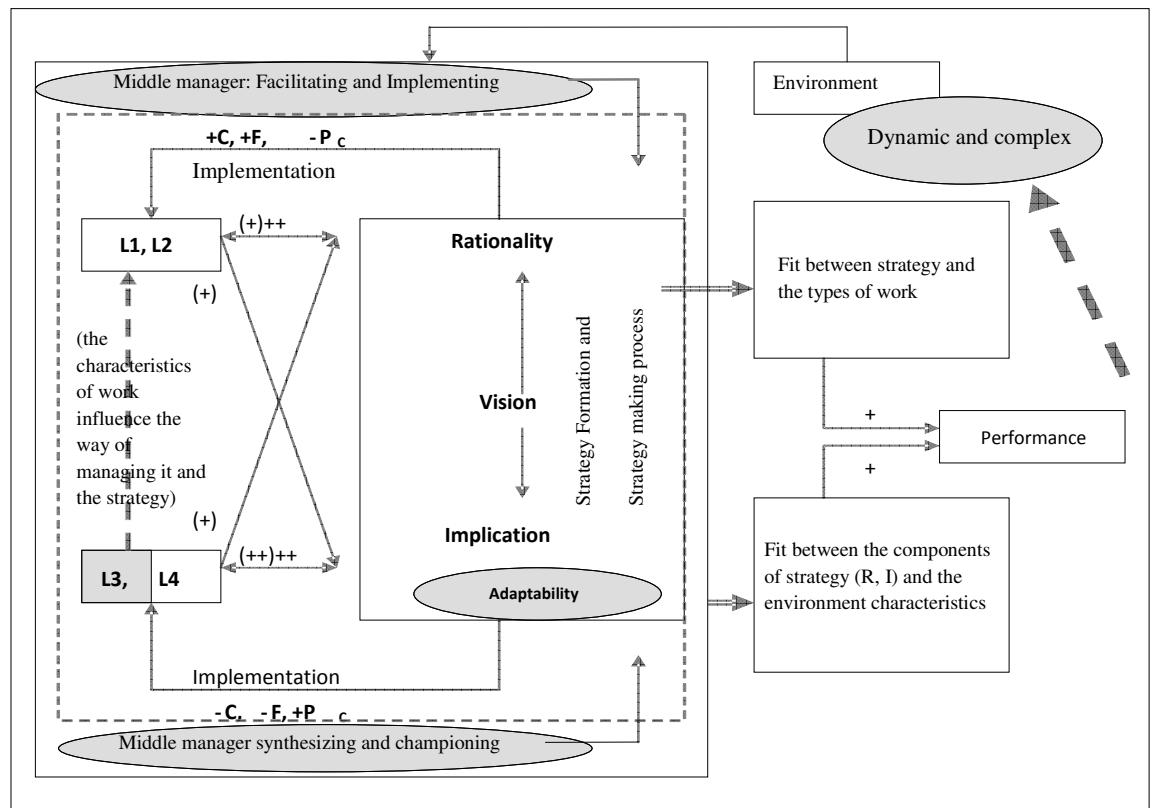 Middle manager: Facilitating and Implementing
Environment
Dynamic and complex
+C, +F, - P C
Implementation
L1, L2
(+)++
(+)
Rationality
Fit between strategy and
the types of work
(the
characteristics
of work
influence the
way of
managing it and
the strategy)
Vision
Strategy Formation and
Strategy making process
+
Performance
+
(+)
Implication
(++)++
L3, L4
Adaptability
Fit between the components
of strategy (R, I) and the
environment characteristics
Implementation
- C, - F, +P C
Middle manager synthesizing and championing